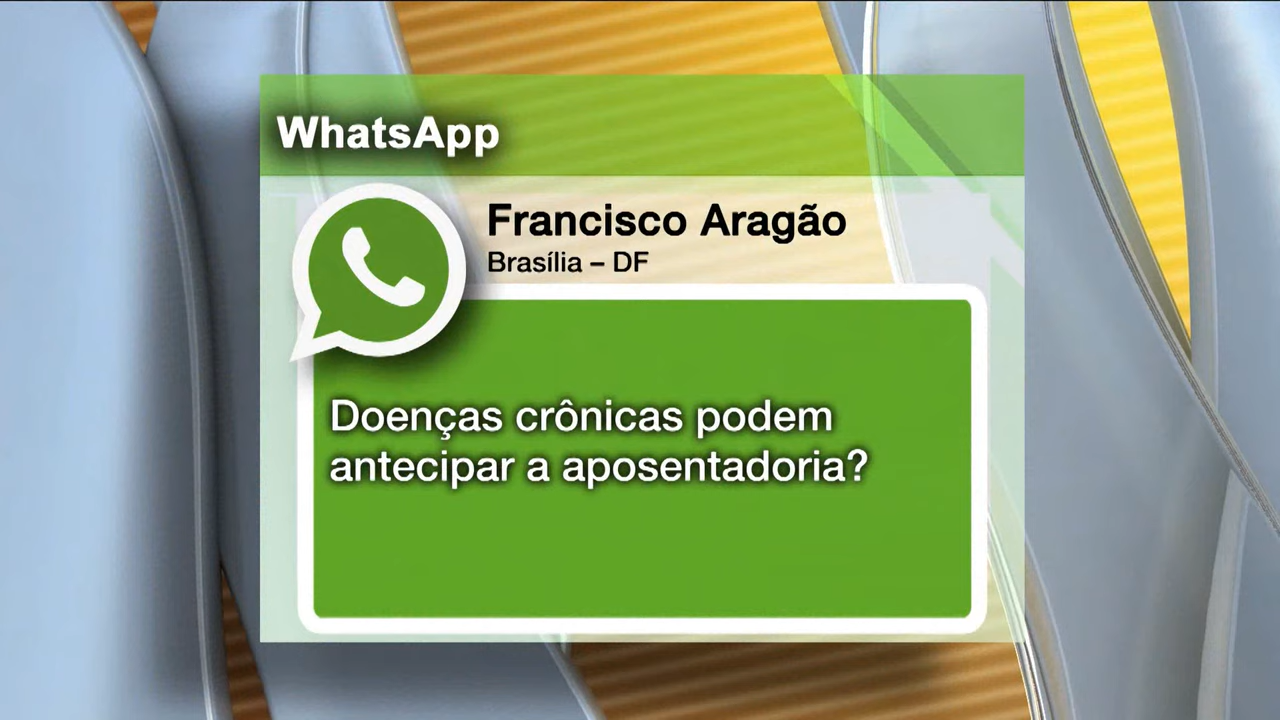 WhatsApp
Francisco Aragão
Brasília – DF
Doenças crônicas podem
antecipar a aposentadoria?